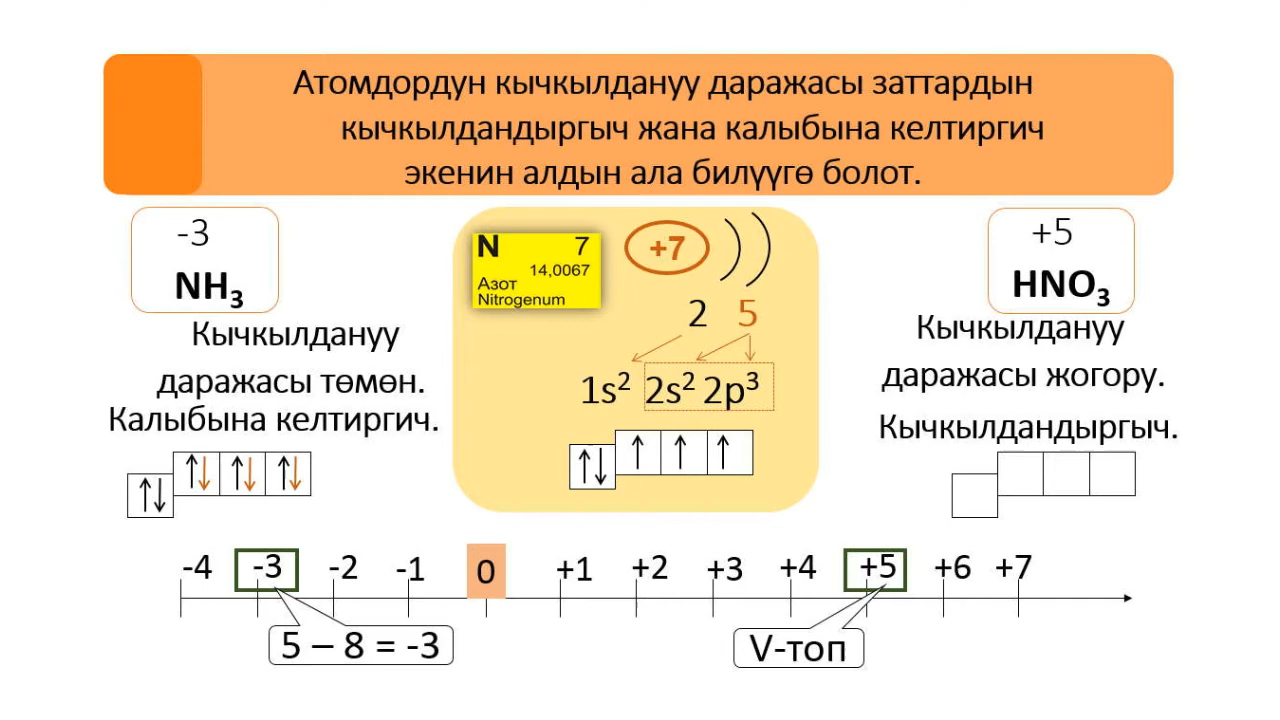 Атомдордун кычкылдануу даражасы заттардын
кычкылдандыргыч жана калыбына келтиргич
экенин алдын ала билүүгө болот.
-3
NH₃
Кычкылдануу
даражасы төмөн.
Калыбына келтиргич.
N 7
14,0067
Азот
Nitrogenum
+7
2 5
1s² 2s² 2p³
+5
HNO₃
Кычкылдануу
даражасы жогору.
Кычкылдандыргыч.
-4 -3 -2 -1 0 +1 +2 +3 +4 +5 +6 +7
5 – 8 = -3
V-топ